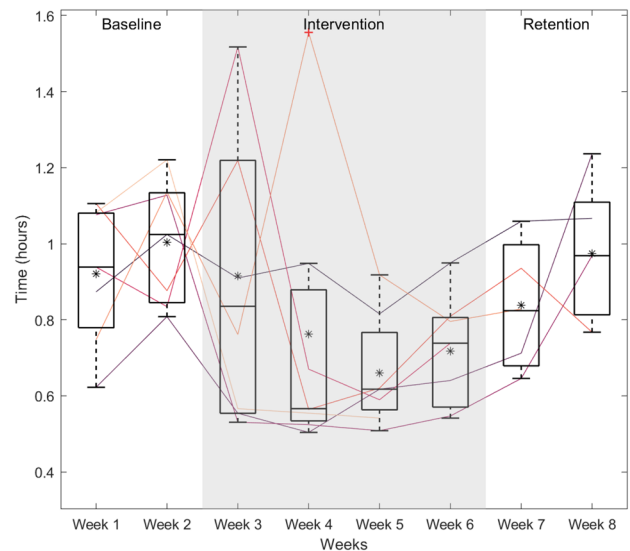 Baseline Intervention Retention
1.6
1.4
1.2
1
0.8
0.6
0.4
Time (hours)
Week 1 Week 2 Week 3 Week 4 Week 5 Week 6 Week 7 Week 8
Weeks